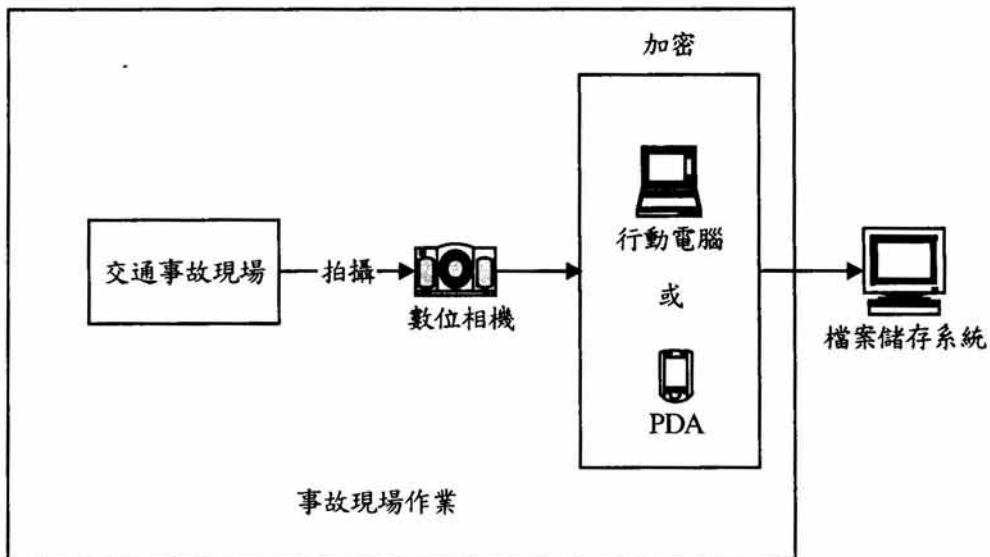 加密
行動電腦
交通事故現場
拍攝
或
數位相機
檔案儲存系統
PDA
事故現場作業